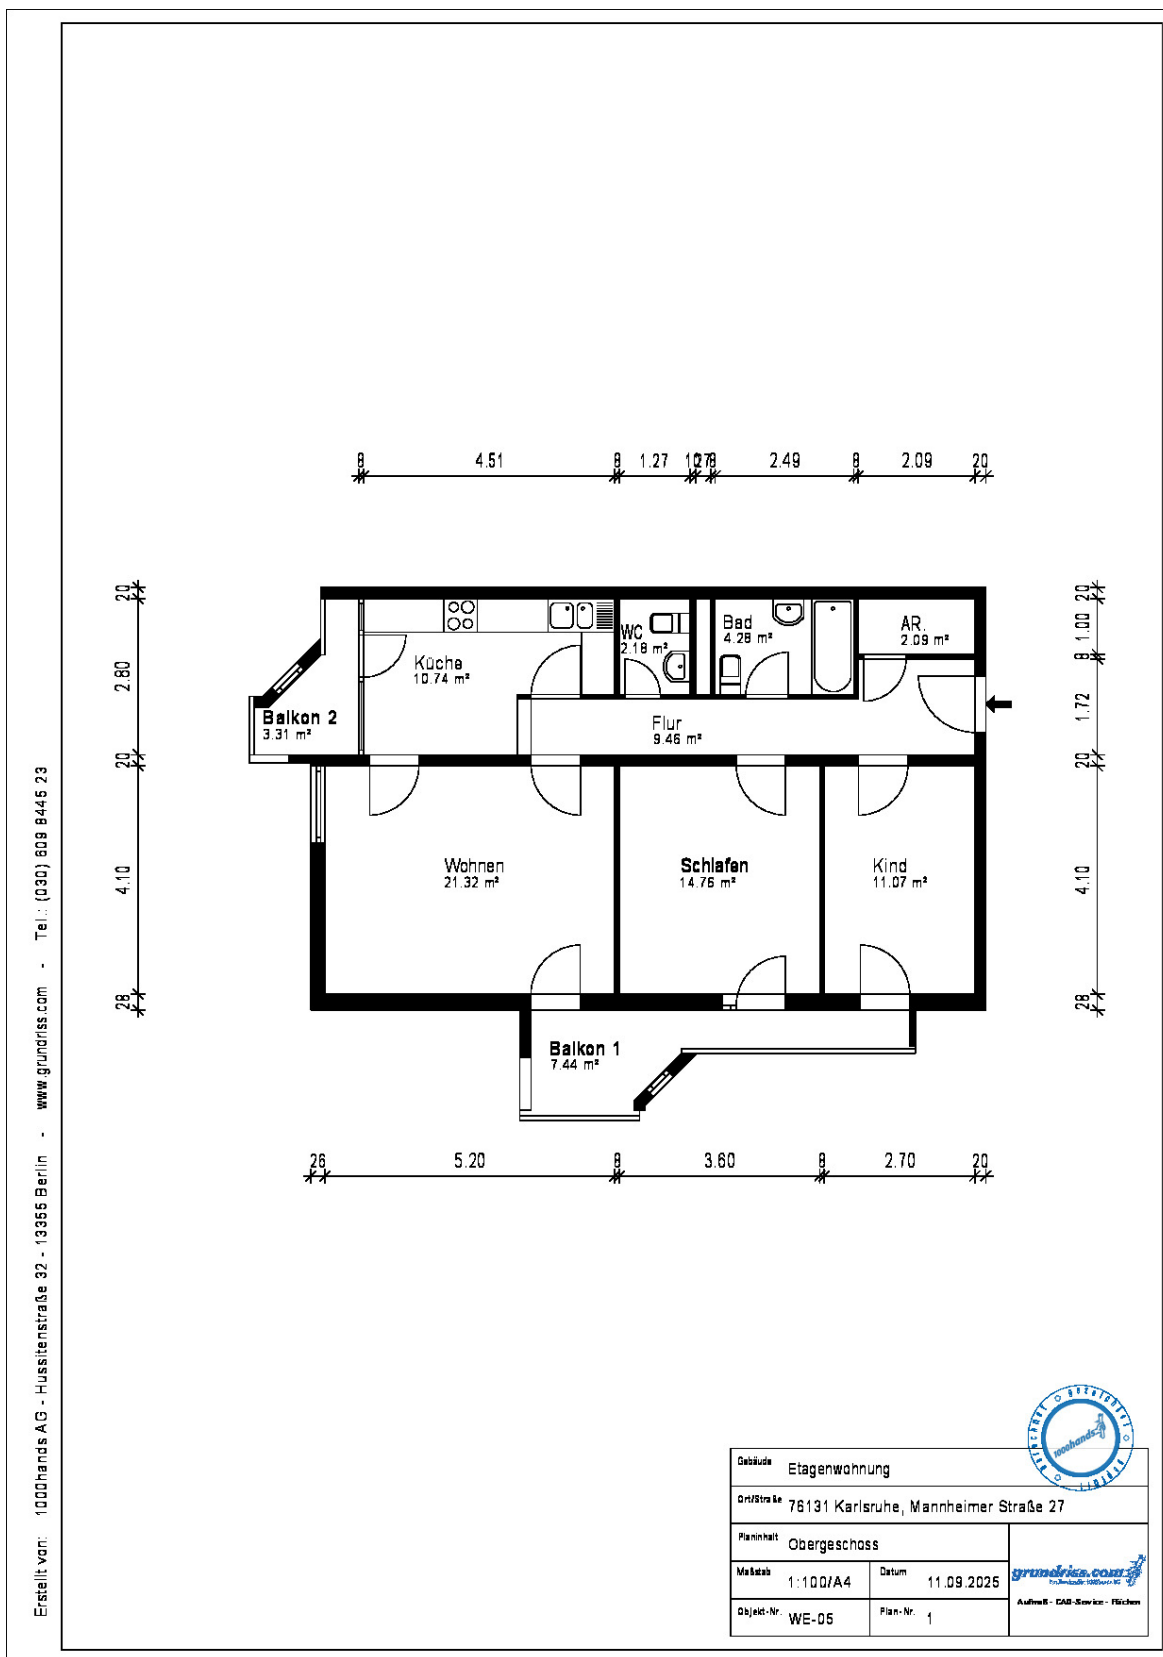 8 4.51 8 1.27 10 27 8 2.49 8 2.09 20
20 2.80 20 4.10 28
20 1.00 8 1.72 20 4.10 28
Küche
10.74 m²
WC
2.18 m²
Bad
4.28 m²
AR.
2.09 m²
Balkon 2
3.31 m²
Flur
9.46 m²
Wohnen
21.32 m²
Schlafen
14.76 m²
Kind
11.07 m²
Balkon 1
7.44 m²
26 5.20 8 3.60 8 2.70 20
Erstellt von: 1000hands AG - Hussitenstraße 32 - 13355 Berlin - www.grundriss.com - Tel.: (030) 609 8445 23
1000hands
Gebäude Etagenwohnung
Ort/Straße 76131 Karlsruhe, Mannheimer Straße 27
Planinhalt Obergeschoss
Maßstab 1:100/A4 Datum 11.09.2025
Objekt-Nr. WE-05 Plan-Nr. 1
grundriss.com
Aufmaß - CAD-Service - Flächen